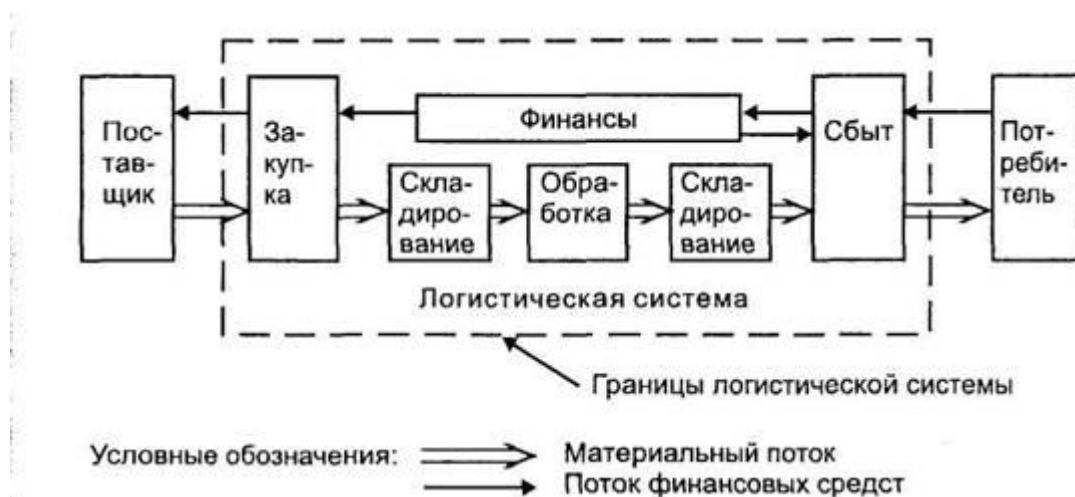 Пос-
тав-
щик
За-
куп-
ка
Финансы
Сбыт
Пот-
реби-
тель
Скла-
диро-
вание
Обра-
ботка
Скла-
диро-
вание
Логистическая система
Границы логистической системы
Условные обозначения:
Материальный поток
Поток финансовых средст